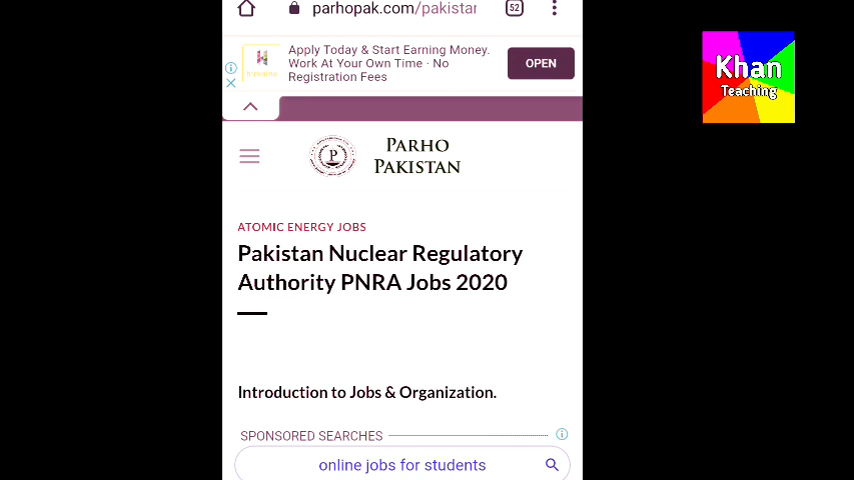 parhopak.com/pakistar
52
Apply Today & Start Earning Money.
Work At Your Own Time - No
Registration Fees
OPEN
Khan
Teaching
P
PARHO
PAKISTAN
ATOMIC ENERGY JOBS
Pakistan Nuclear Regulatory
Authority PNRA Jobs 2020
Introduction to Jobs & Organization.
SPONSORED SEARCHES
online jobs for students